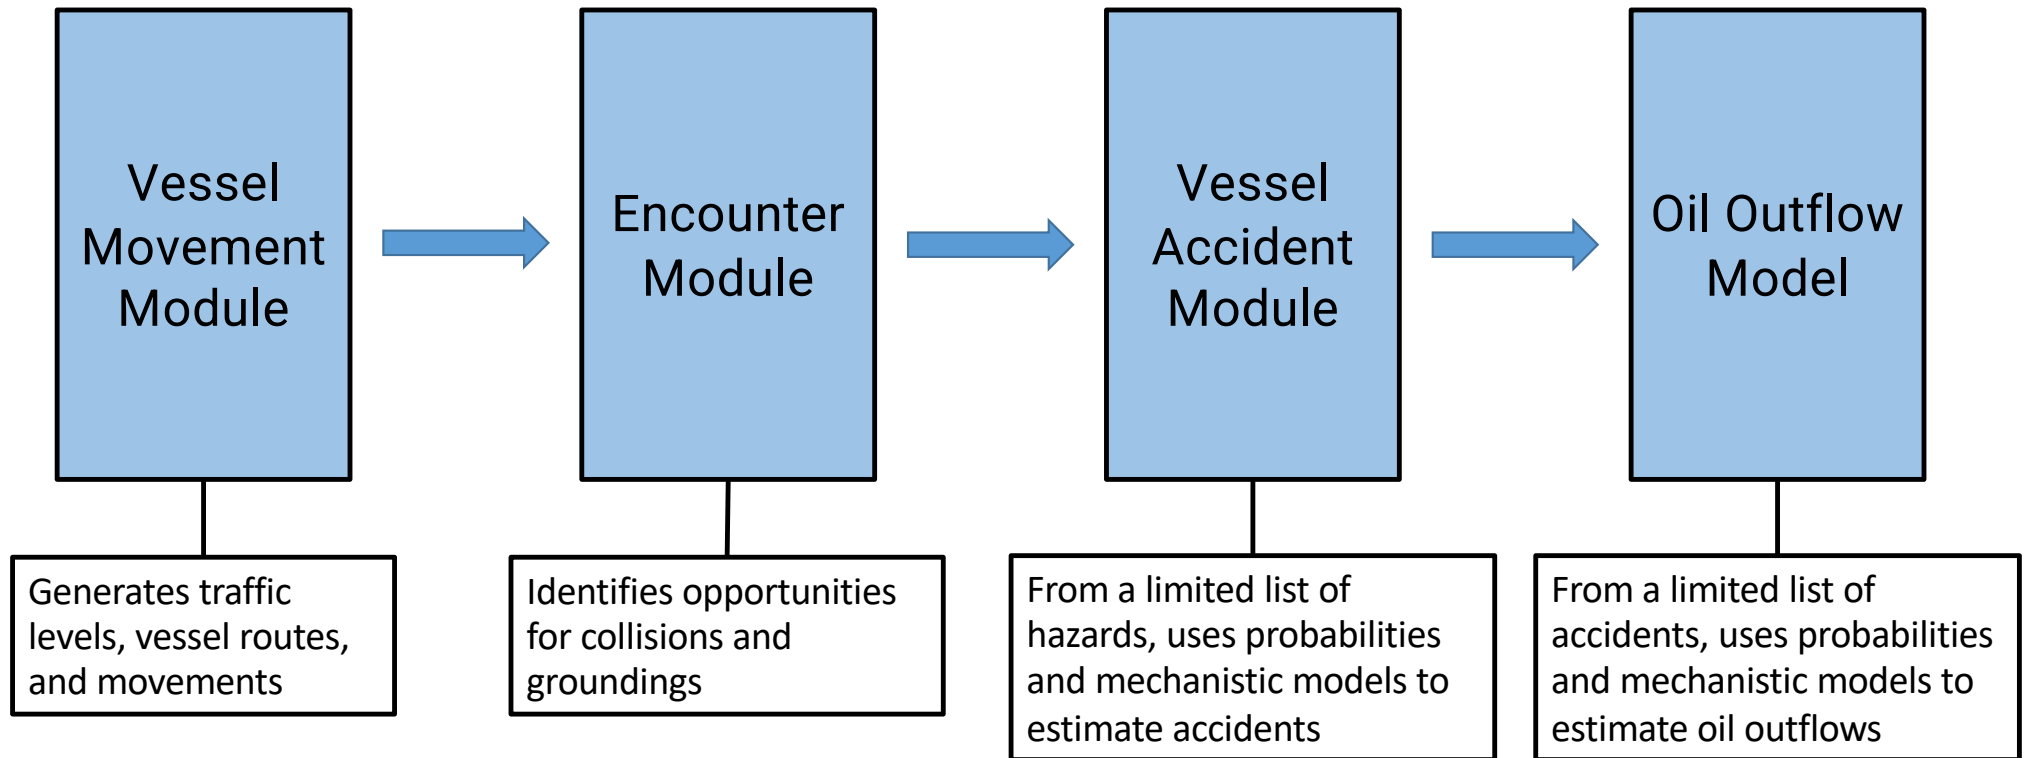 Vessel
Movement
Module
Encounter
Module
Vessel
Accident
Module
Oil Outflow
Model
Generates traffic
levels, vessel routes,
and movements
Identifies opportunities
for collisions and
groundings
From a limited list of
hazards, uses probabilities
and mechanistic models to
estimate accidents
From a limited list of
accidents, uses probabilities
and mechanistic models to
estimate oil outflows